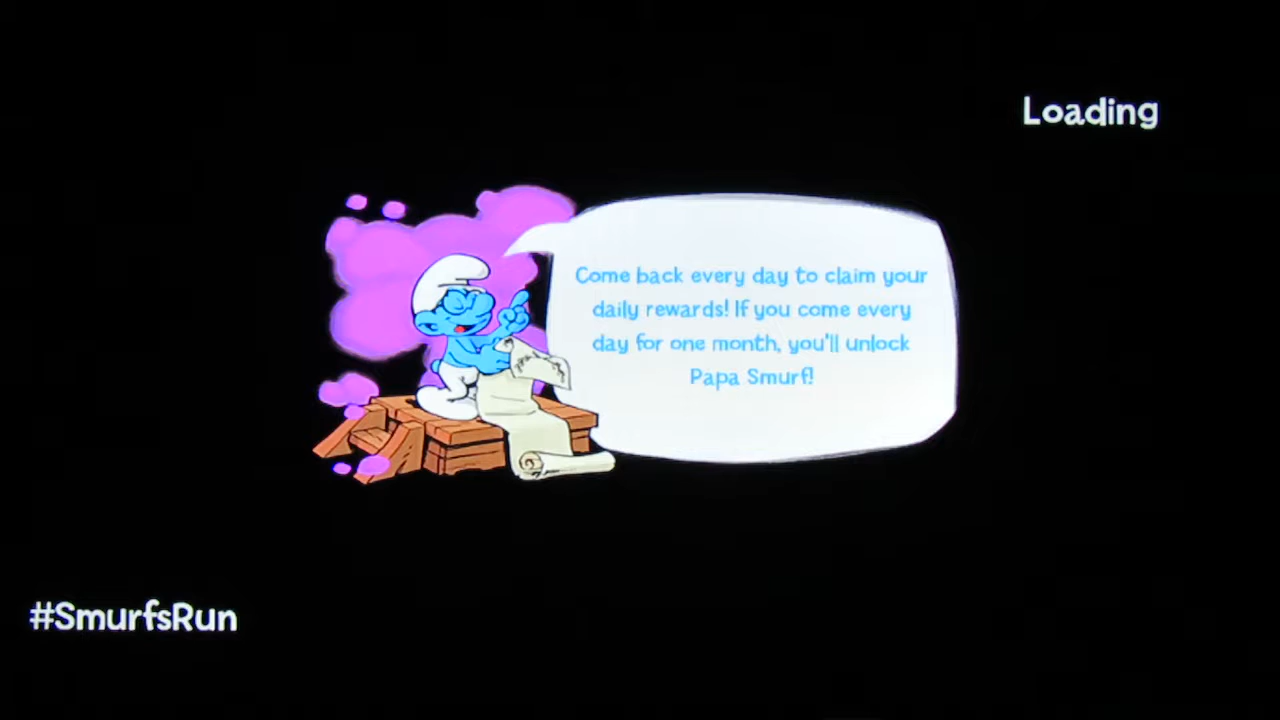 Loading
Come back every day to claim your
daily rewards! If you come every
day for one month, you'll unlock
Papa Smurf!
#SmurfsRun